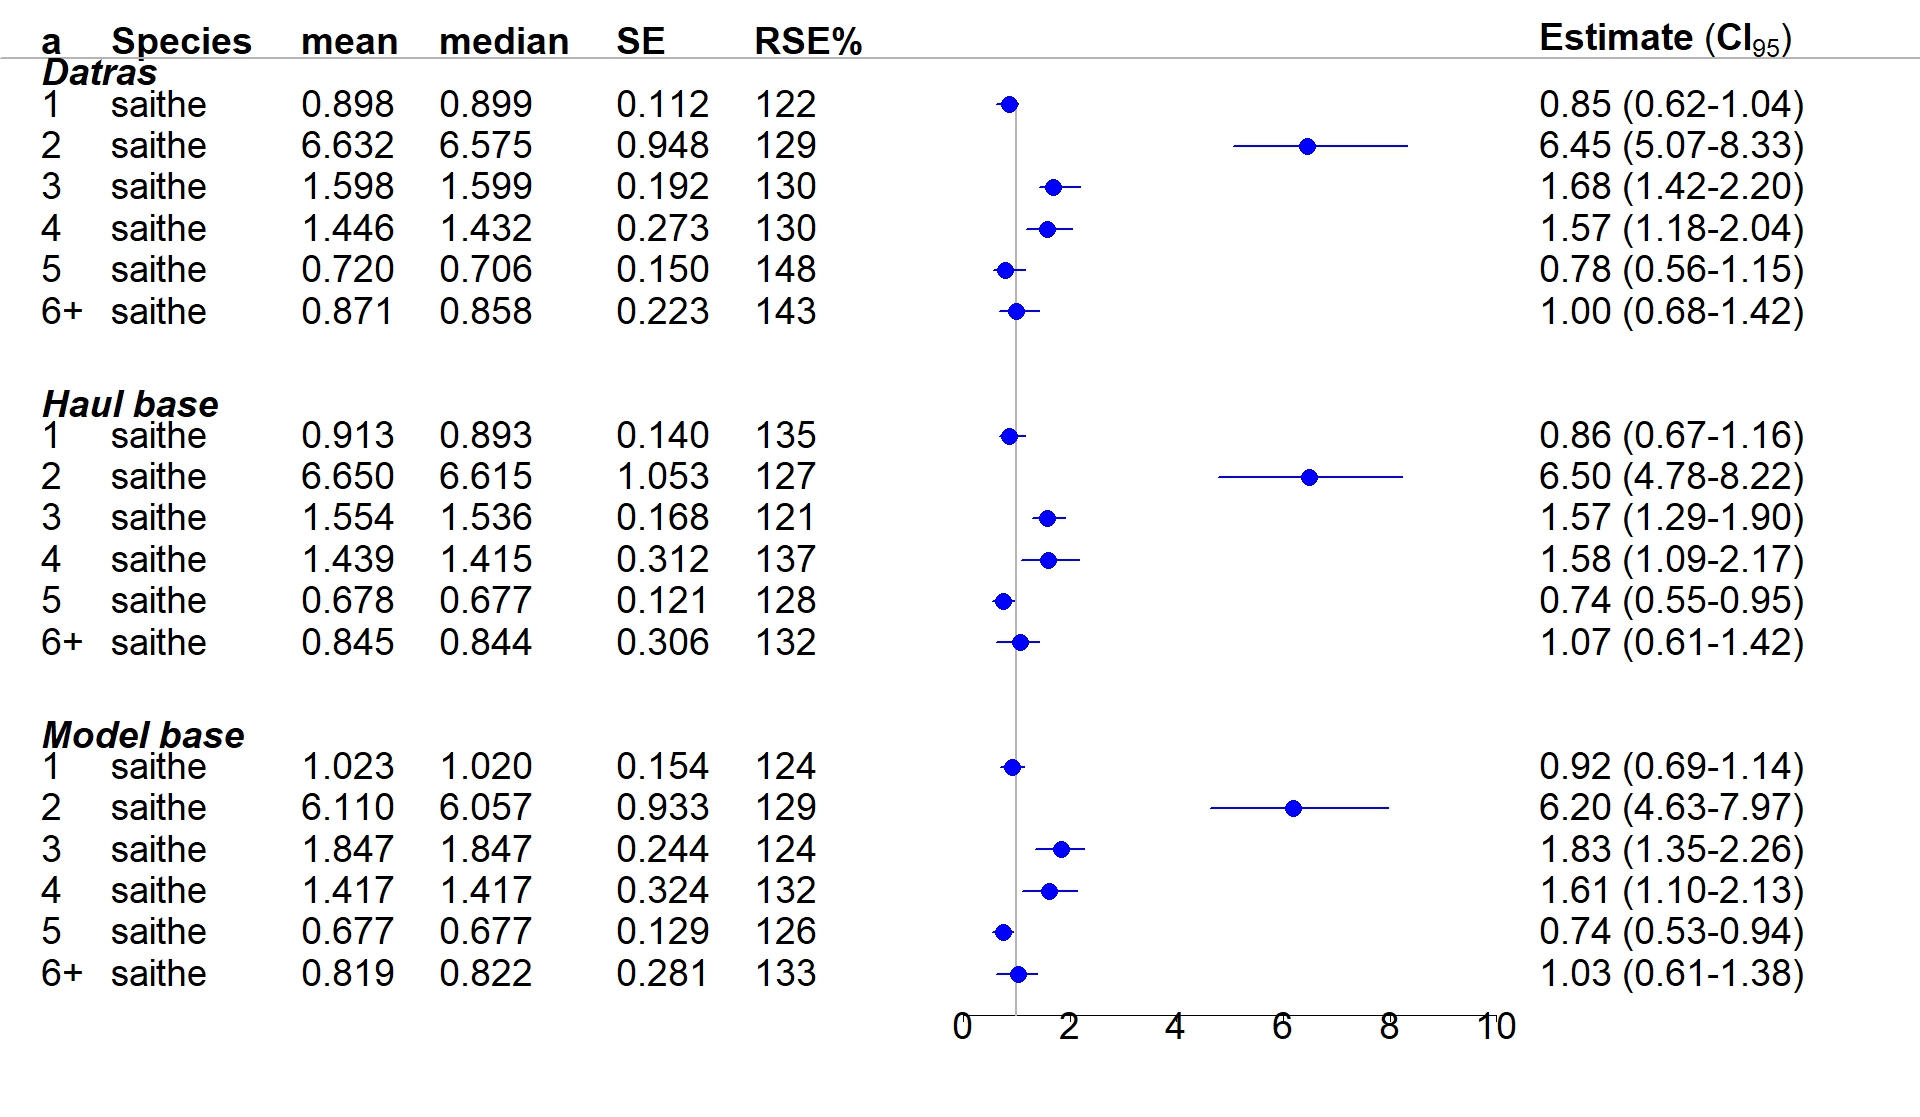 a Species mean median SE RSE% Estimate (CI95)
Datras
1 saithe 0.898 0.899 0.112 122 0.85 (0.62-1.04)
2 saithe 6.632 6.575 0.948 129 6.45 (5.07-8.33)
3 saithe 1.598 1.599 0.192 130 1.68 (1.42-2.20)
4 saithe 1.446 1.432 0.273 130 1.57 (1.18-2.04)
5 saithe 0.720 0.706 0.150 148 0.78 (0.56-1.15)
6+ saithe 0.871 0.858 0.223 143 1.00 (0.68-1.42)
Haul base
1 saithe 0.913 0.893 0.140 135 0.86 (0.67-1.16)
2 saithe 6.650 6.615 1.053 127 6.50 (4.78-8.22)
3 saithe 1.554 1.536 0.168 121 1.57 (1.29-1.90)
4 saithe 1.439 1.415 0.312 137 1.58 (1.09-2.17)
5 saithe 0.678 0.677 0.121 128 0.74 (0.55-0.95)
6+ saithe 0.845 0.844 0.306 132 1.07 (0.61-1.42)
Model base
1 saithe 1.023 1.020 0.154 124 0.92 (0.69-1.14)
2 saithe 6.110 6.057 0.933 129 6.20 (4.63-7.97)
3 saithe 1.847 1.847 0.244 124 1.83 (1.35-2.26)
4 saithe 1.417 1.417 0.324 132 1.61 (1.10-2.13)
5 saithe 0.677 0.677 0.129 126 0.74 (0.53-0.94)
6+ saithe 0.819 0.822 0.281 133 1.03 (0.61-1.38)
0 2 4 6 8 10